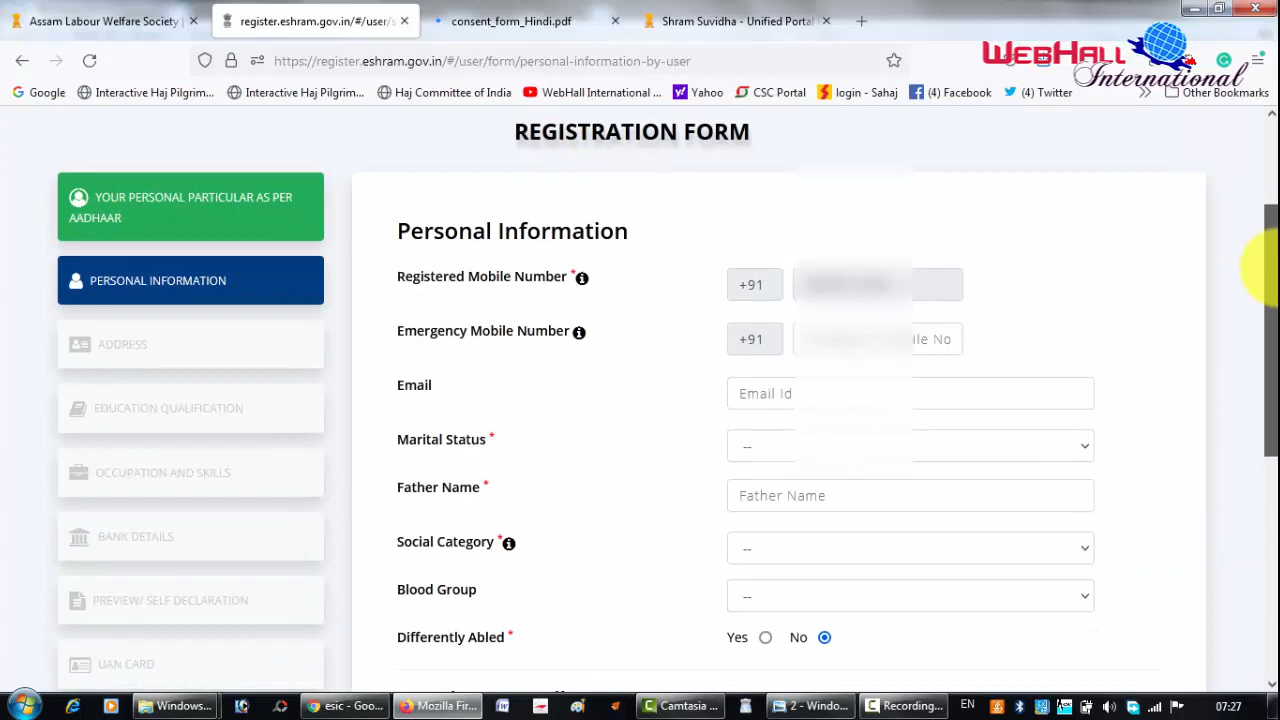 Assam Labour Welfare Society |
register.eshram.gov.in/#/user/s
consent_form_Hindi.pdf
Shram Suvidha - Unified Portal
https://register.eshram.gov.in/#/user/form/personal-information-by-user
WEBHALL
International
Google
Interactive Haj Pilgrim...
Interactive Haj Pilgrim...
Haj Committee of India
WebHall International ...
Yahoo
CSC Portal
login - Sahaj
(4) Facebook
(4) Twitter
Other Bookmarks
REGISTRATION FORM
YOUR PERSONAL PARTICULAR AS PER AADHAAR
PERSONAL INFORMATION
ADDRESS
EDUCATION QUALIFICATION
OCCUPATION AND SKILLS
BANK DETAILS
PREVIEW/ SELF DECLARATION
UAN CARD
Personal Information
Registered Mobile Number * +91
Emergency Mobile Number +91 No
Email Email Id
Marital Status * --
Father Name * Father Name
Social Category * --
Blood Group --
Differently Abled * Yes No
Windows...
esic - Goo...
Mozilla Fir...
Camtasia ...
2 - Windo...
Recording...
EN
07:27